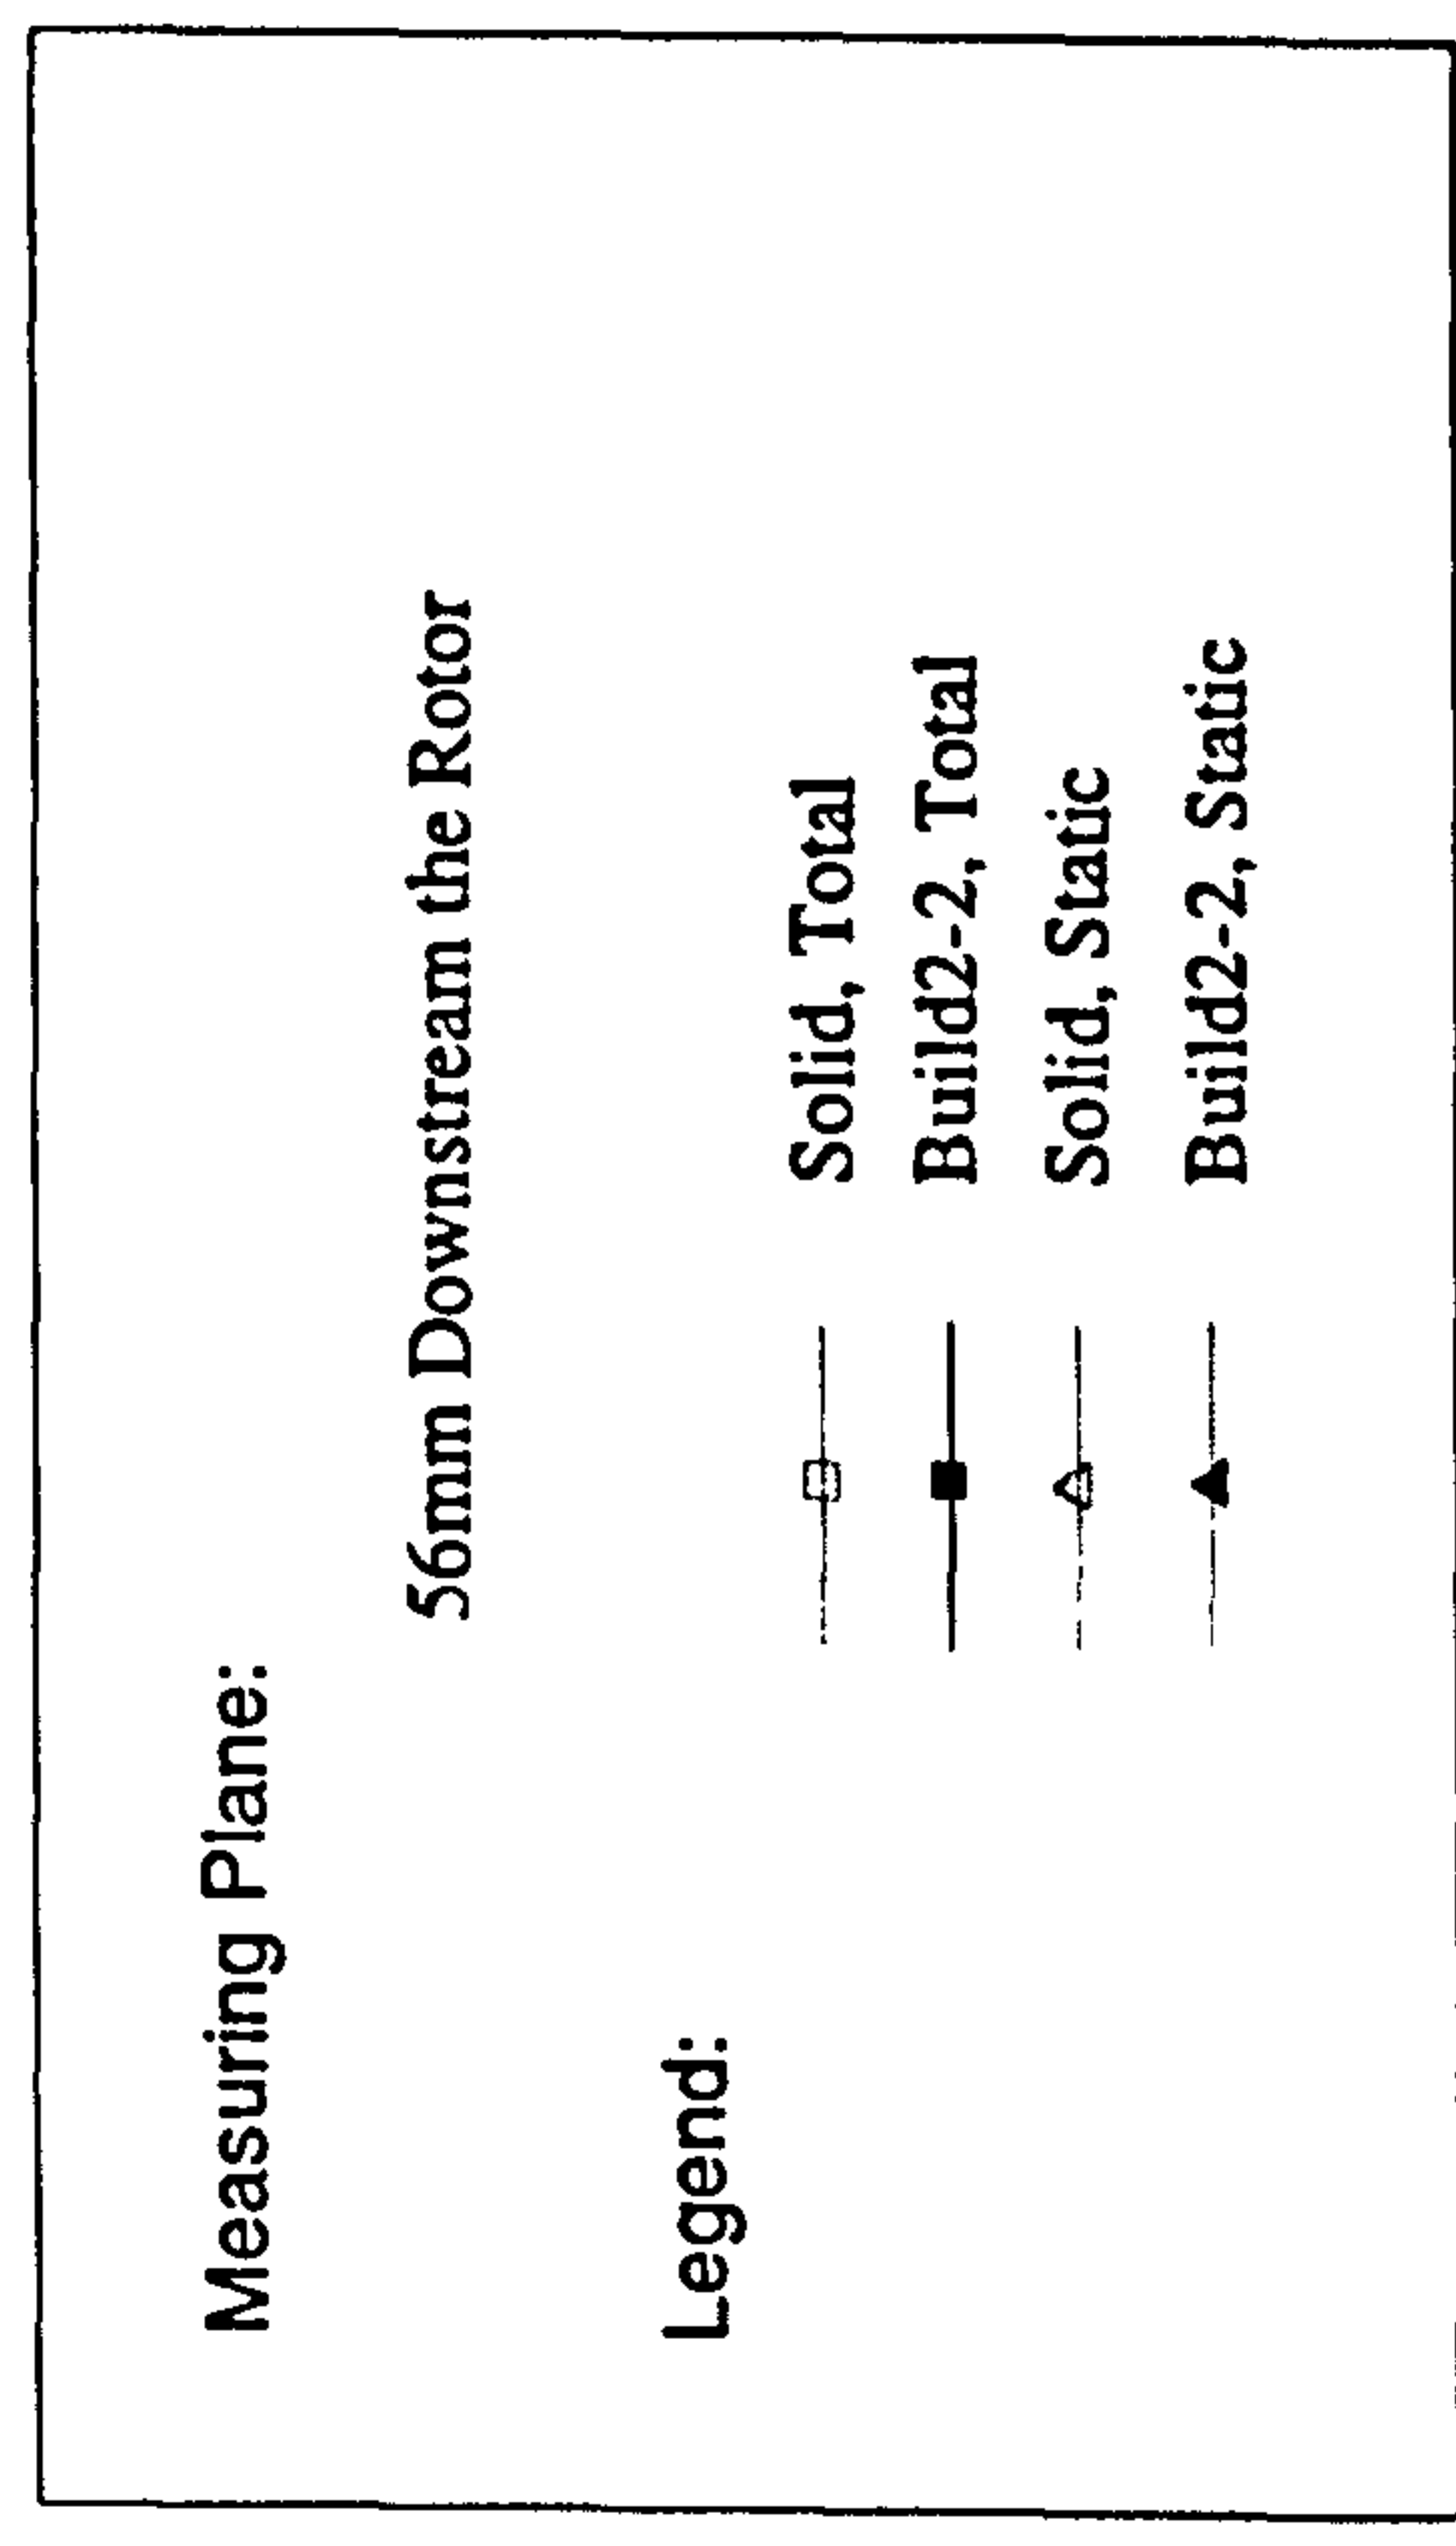 Measuring Plane:
56mm Downstream the Rotor
Legend:
Solid, Total
Build2-2, Total
Solid, Static
Build2-2, Static